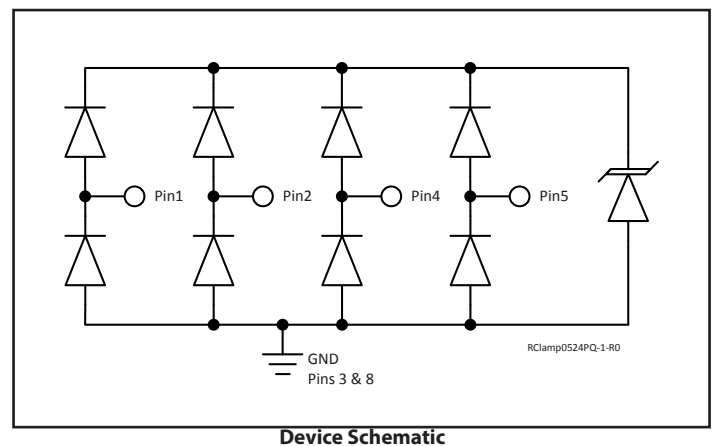 Pin1
Pin2
Pin4
Pin5
RClamp0524PQ-1-R0
GND
Pins 3 & 8
Device Schematic